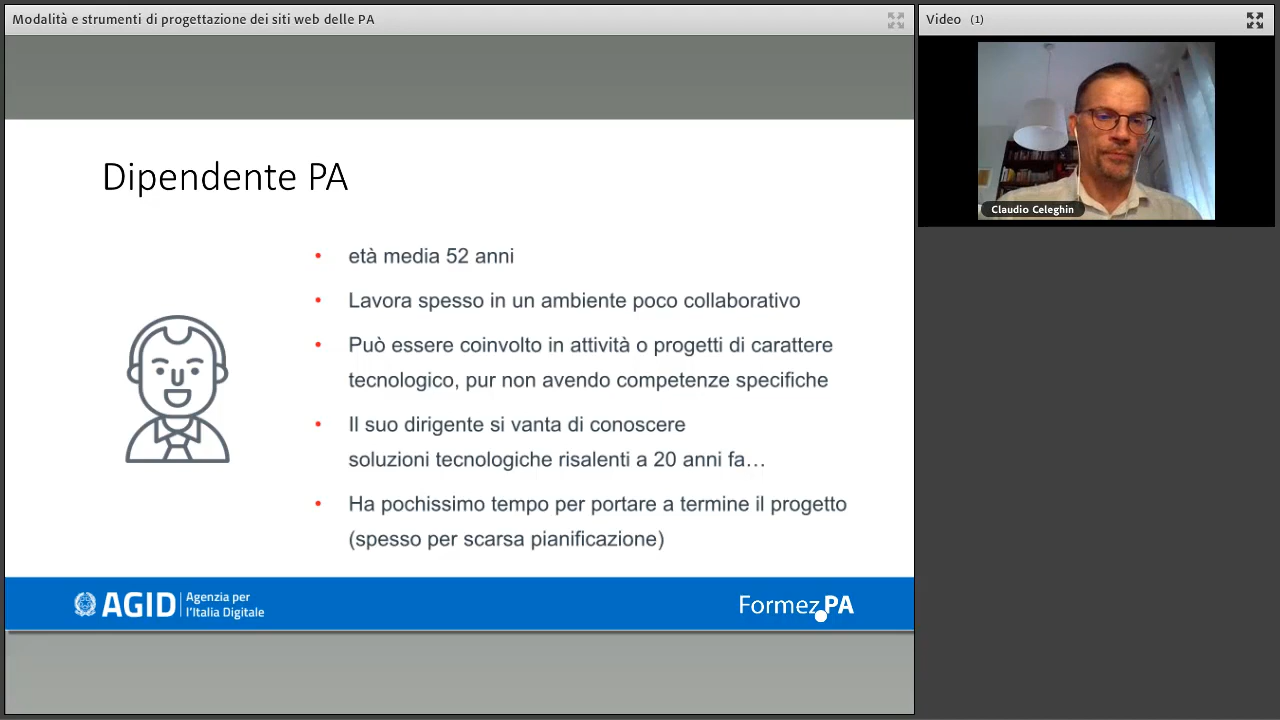 Modalità e strumenti di progettazione dei siti web delle PA
Video (1)
Claudio Celeghin
Dipendente PA
• età media 52 anni
• Lavora spesso in un ambiente poco collaborativo
• Può essere coinvolto in attività o progetti di carattere
tecnologico, pur non avendo competenze specifiche
• Il suo dirigente si vanta di conoscere
soluzioni tecnologiche risalenti a 20 anni fa…
• Ha pochissimo tempo per portare a termine il progetto
(spesso per scarsa pianificazione)
AGID Agenzia per
l'Italia Digitale
Formez PA